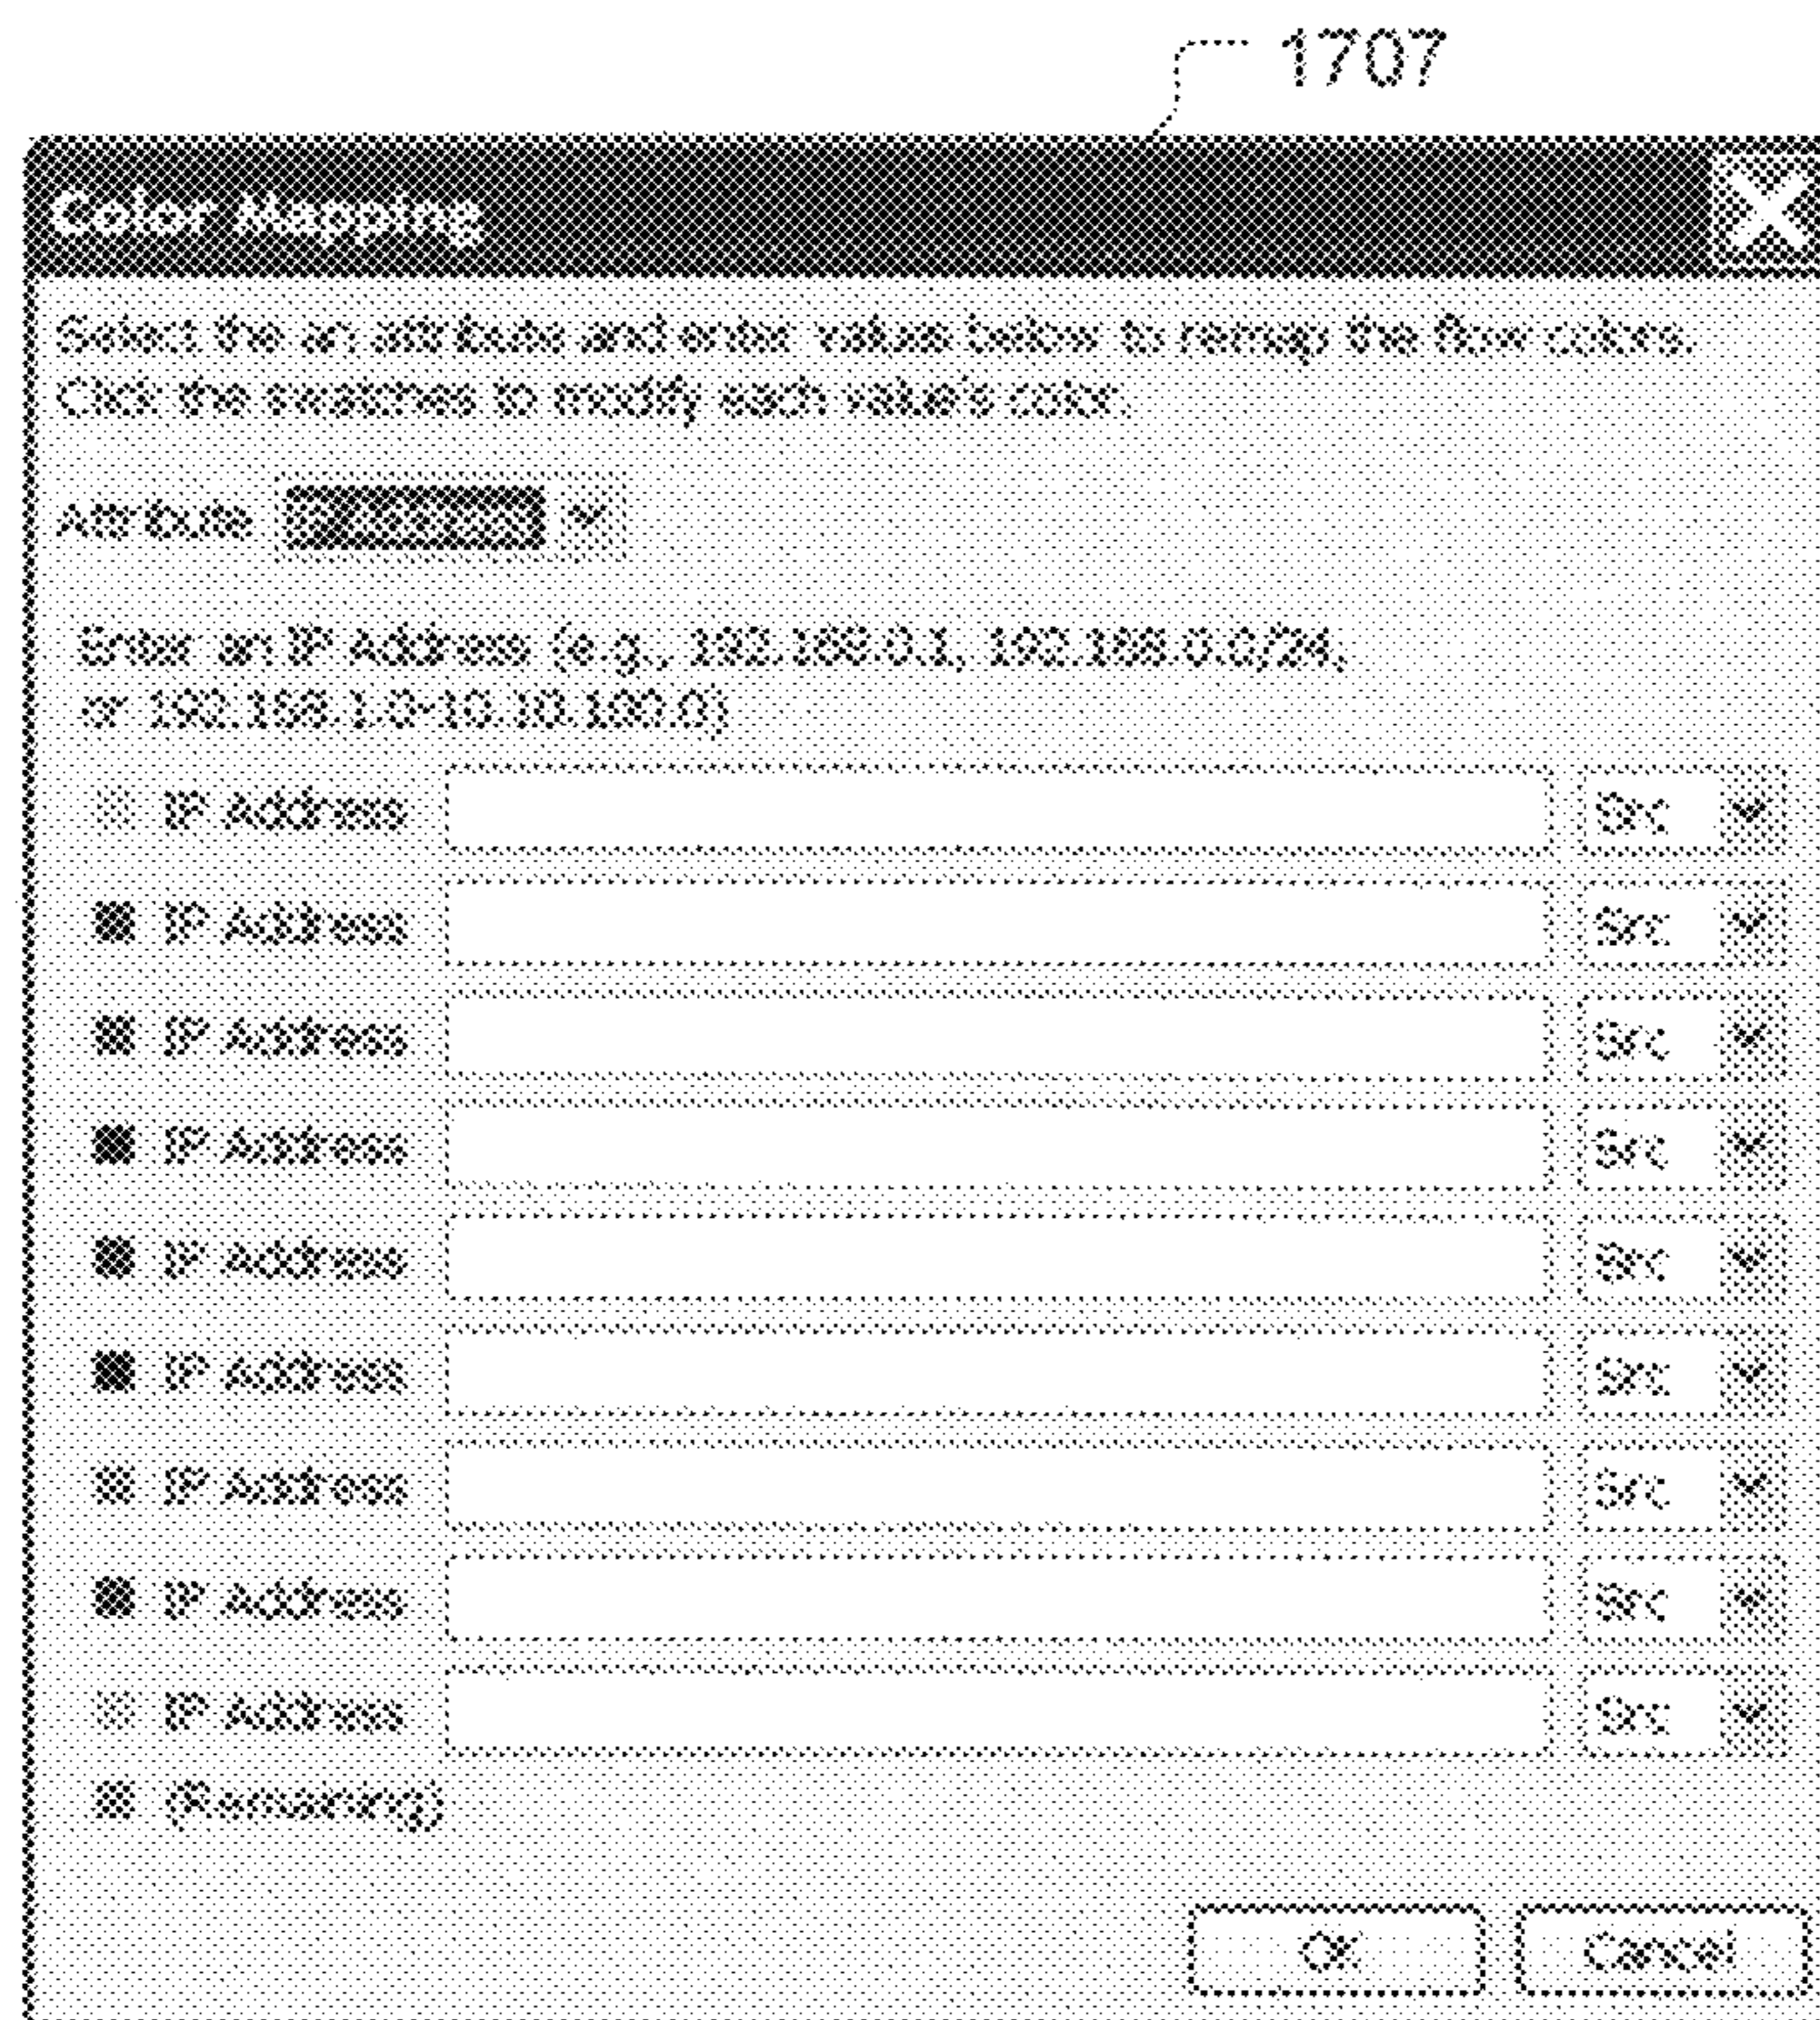 1707
Color Mapping
Select the an attribute and enter values below to remap the flow colors.
Click the swatches to modify each value's color.
Attribute
Enter an IP Address (e.g., 192.168.0.1, 192.168.0.0/24,
or 192.168.1.0-10.10.100.0)
IP Address Src
IP Address Src
IP Address Src
IP Address Src
IP Address Src
IP Address Src
IP Address Src
IP Address Src
IP Address Src
(Remaining)
OK Cancel